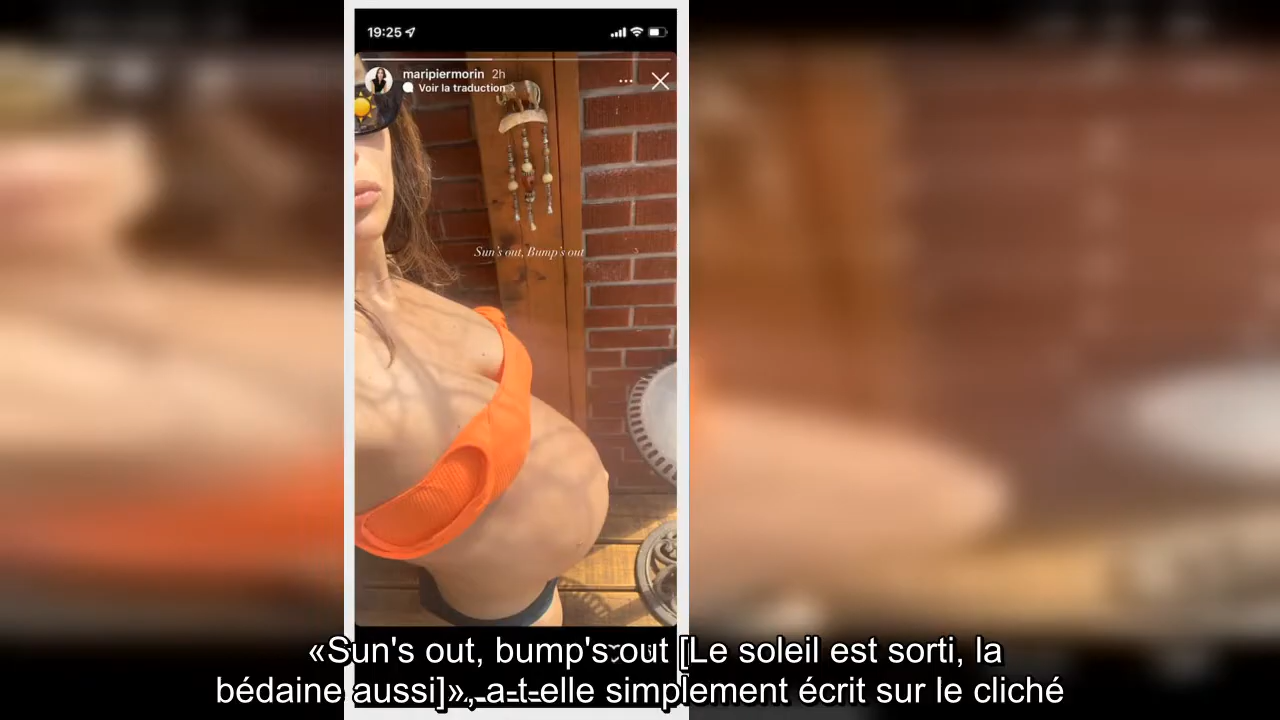 19:25
maripiermorin 2h
Voir la traduction
Sun's out, Bump's out
«Sun's out, bump's out [Le soleil est sorti, la
bédaine aussi]», a-t-elle simplement écrit sur le cliché